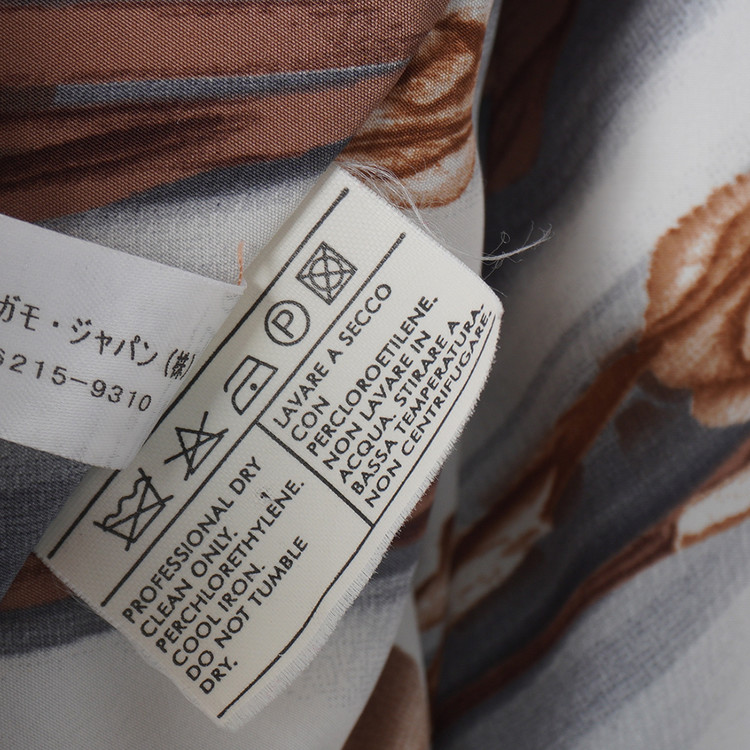 ガモ・ジャパン(株)
6215-9310
P
LAVARE A SECCO
CON
PERCLOROETILENE.
NON LAVARE IN
ACQUA. STIRARE A
BASSA TEMPERATURA.
NON CENTRIFUGARE.
PROFESSIONAL DRY
CLEAN ONLY.
PERCHLORETHYLENE.
COOL IRON.
DO NOT TUMBLE
DRY.